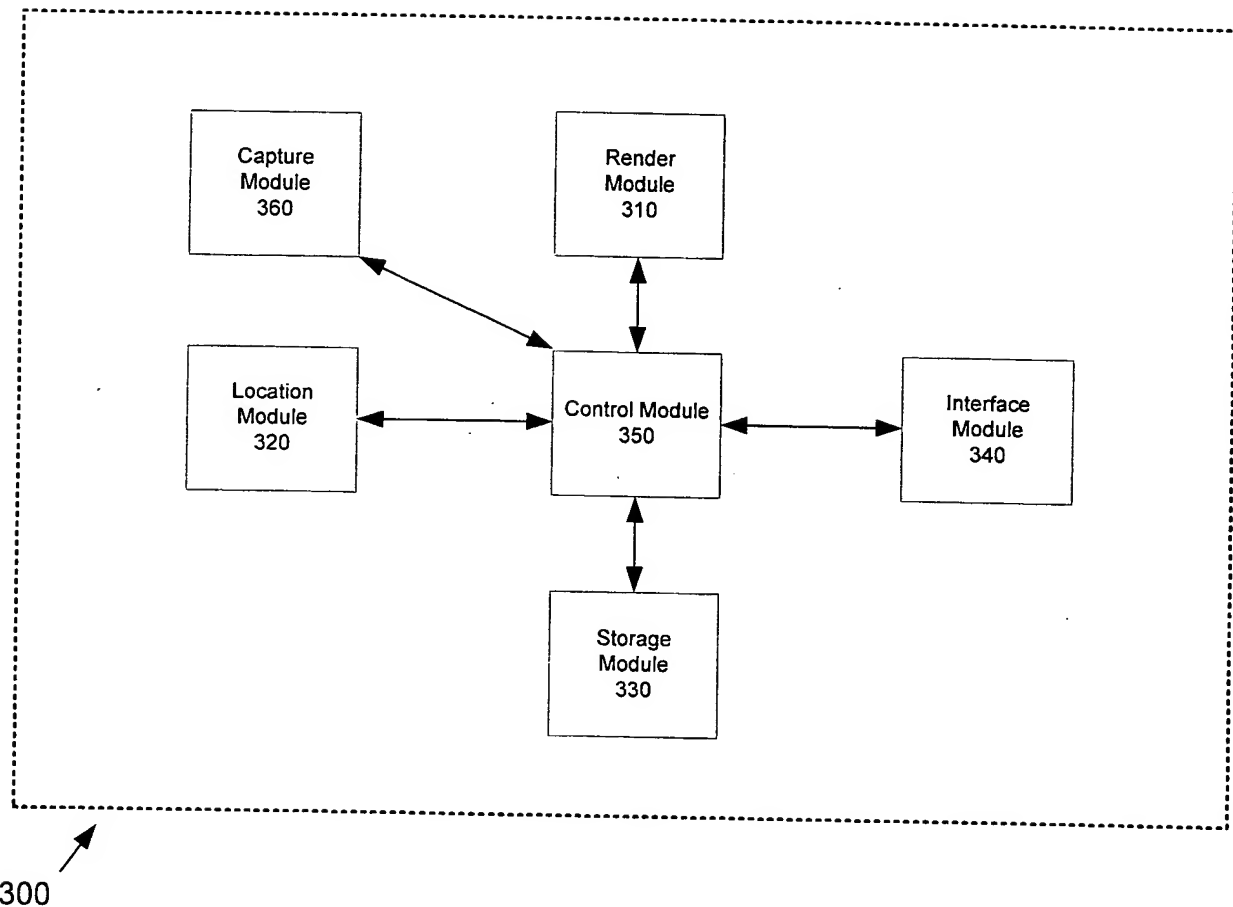 Capture
Module
360
Render
Module
310
Location
Module
320
Control Module
350
Interface
Module
340
Storage
Module
330
300